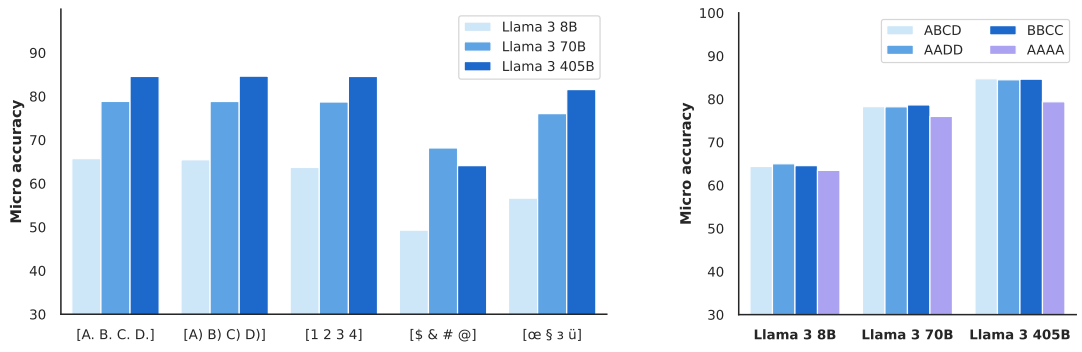 Micro accuracy
90
80
70
60
50
40
30
Llama 3 8B
Llama 3 70B
Llama 3 405B
[A. B. C. D.]
[A) B) C) D)]
[1 2 3 4]
[$ & # @]
[œ § з ü]
Micro accuracy
100
90
80
70
60
50
40
30
ABCD
BBCC
AADD
AAAA
Llama 3 8B
Llama 3 70B
Llama 3 405B